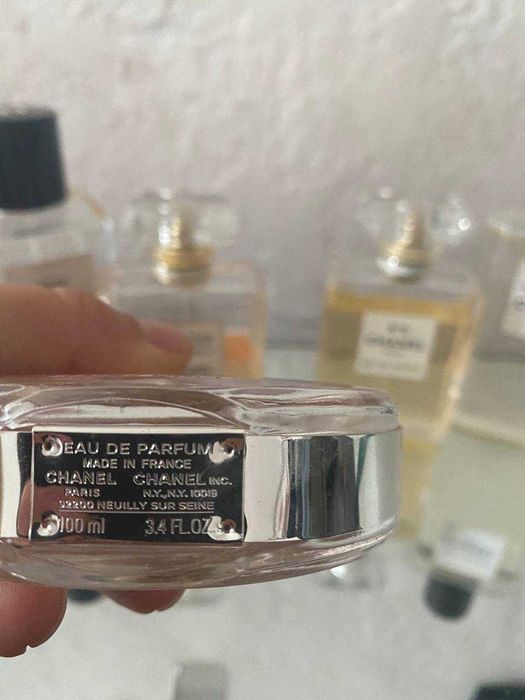 EAU DE PARFUM
MADE IN FRANCE
CHANEL CHANEL INC.
PARIS N.Y., N.Y. 10019
92200 NEUILLY SUR SEINE
100 ml 3.4 FL.OZ.
CHANEL